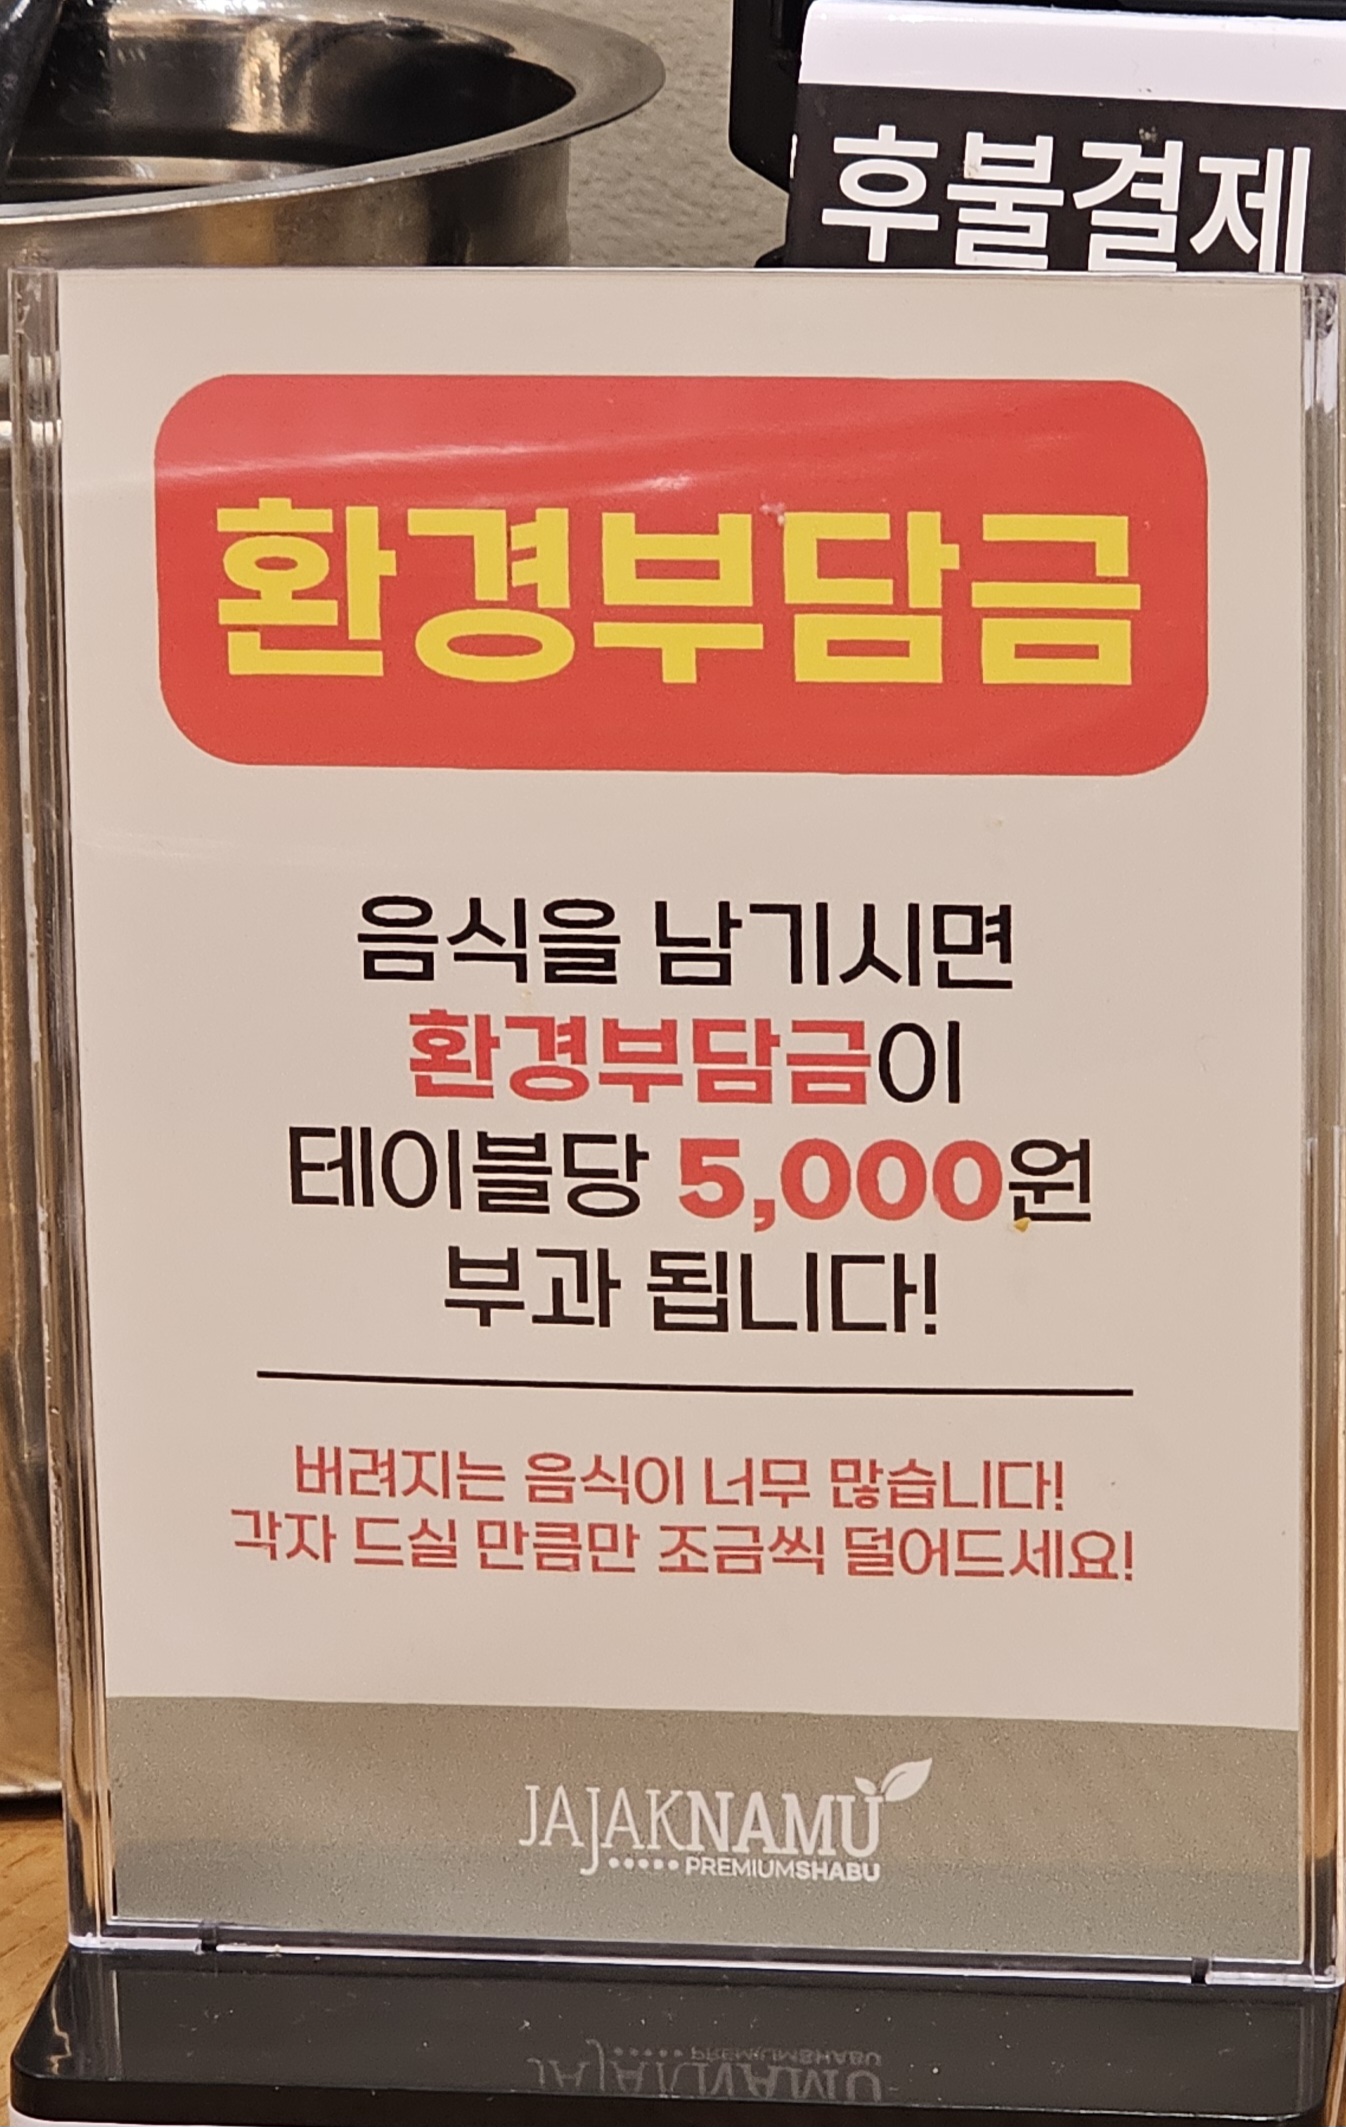 후불결제
환경부담금
음식을 남기시면
환경부담금이
테이블당 5,000원
부과 됩니다!
버려지는 음식이 너무 많습니다!
각자 드실 만큼만 조금씩 덜어드세요!
JAJAKNAMU
PREMIUMSHABU